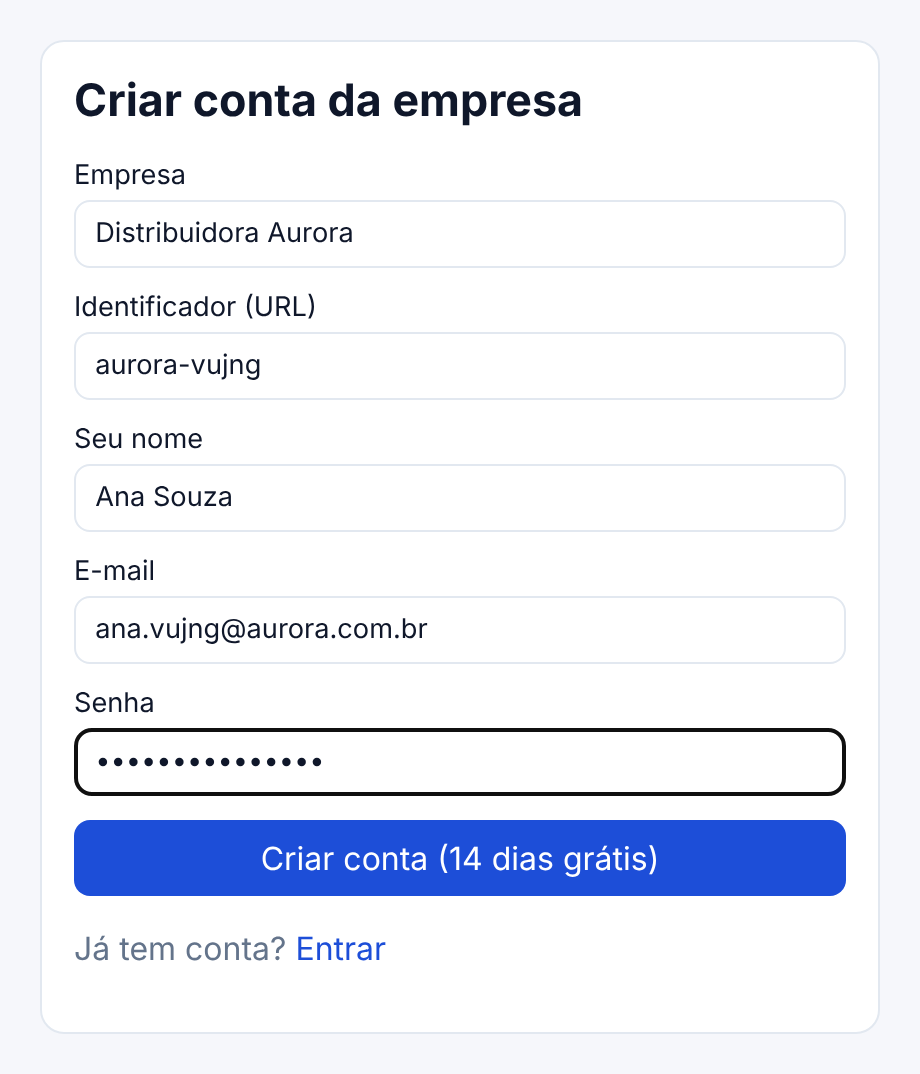 Criar conta da empresa
Empresa
Distribuidora Aurora
Identificador (URL)
aurora-vujng
Seu nome
Ana Souza
E-mail
ana.vujng@aurora.com.br
Senha
•••••••••••••••
Criar conta (14 dias grátis)
Já tem conta? Entrar